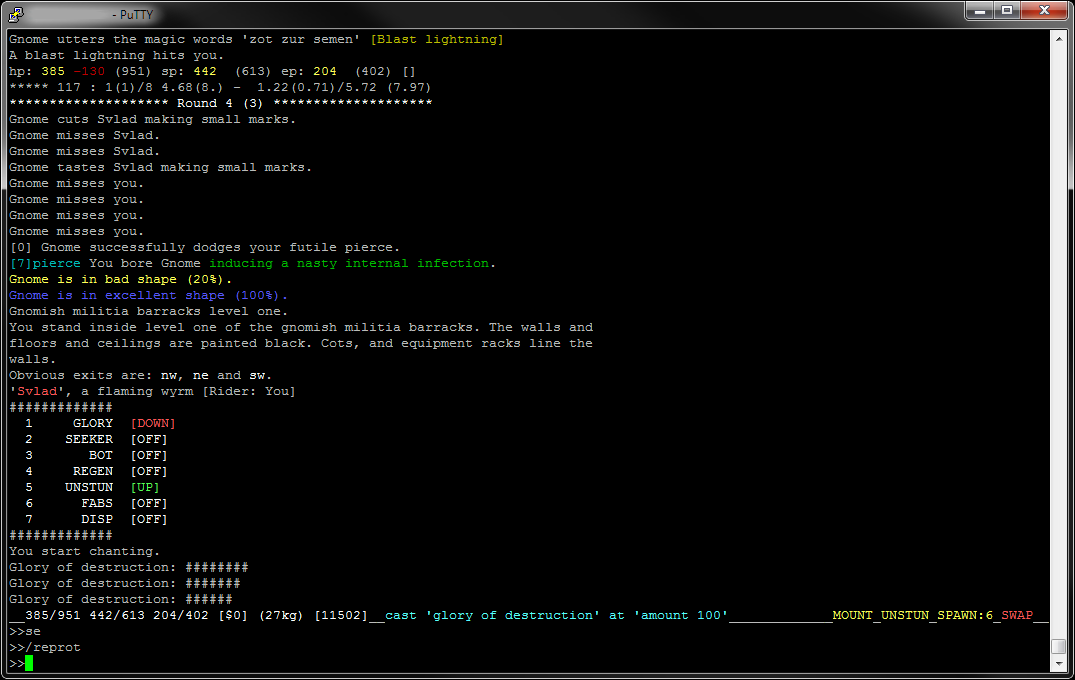 - PuTTY
Gnome utters the magic words 'zot zur semen' [Blast lightning]
A blast lightning hits you.
hp: 385 -130 (951) sp: 442 (613) ep: 204 (402) []
***** 117 : 1(1)/8 4.68(8.) - 1.22(0.71)/5.72 (7.97)
******************** Round 4 (3) ********************
Gnome cuts Svlad making small marks.
Gnome misses Svlad.
Gnome misses Svlad.
Gnome tastes Svlad making small marks.
Gnome misses you.
Gnome misses you.
Gnome misses you.
Gnome misses you.
[0] Gnome successfully dodges your futile pierce.
[7]pierce You bore Gnome inducing a nasty internal infection.
Gnome is in bad shape (20%).
Gnome is in excellent shape (100%).
Gnomish militia barracks level one.
You stand inside level one of the gnomish militia barracks. The walls and
floors and ceilings are painted black. Cots, and equipment racks line the
walls.
Obvious exits are: nw, ne and sw.
'Svlad', a flaming wyrm [Rider: You]
#############
1 GLORY [DOWN]
2 SEEKER [OFF]
3 BOT [OFF]
4 REGEN [OFF]
5 UNSTUN [UP]
6 FABS [OFF]
7 DISP [OFF]
#############
You start chanting.
Glory of destruction: ########
Glory of destruction: #######
Glory of destruction: ######
__385/951 442/613 204/402 [$0] (27kg) [11502]__cast 'glory of destruction' at 'amount 100'_____________MOUNT_UNSTUN_SPAWN:6_SWAP__
>>se
>>/reprot
>>